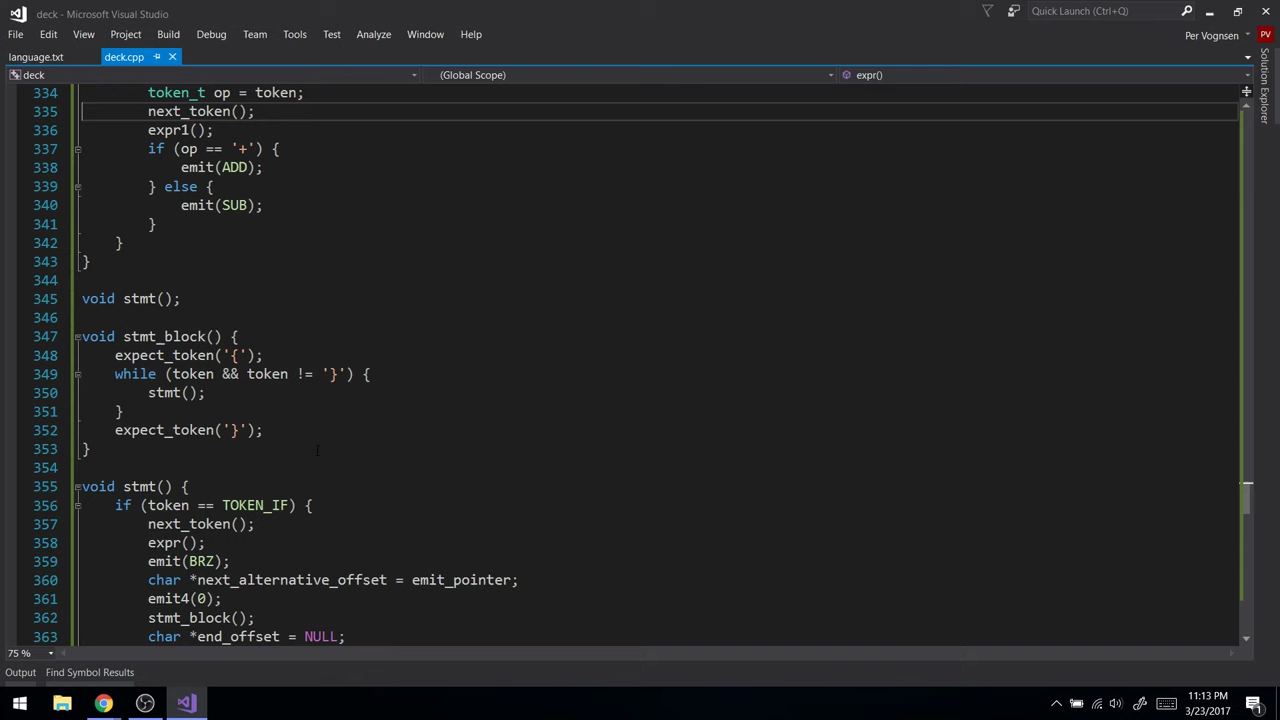 deck - Microsoft Visual Studio
Quick Launch (Ctrl+Q)
File Edit View Project Build Debug Team Tools Test Analyze Window Help
Per Vognsen PV
language.txt deck.cpp
Solution Explorer
deck (Global Scope) expr()
334 token_t op = token;
335 next_token();
336 expr1();
337 if (op == '+') {
338 emit(ADD);
339 } else {
340 emit(SUB);
341 }
342 }
343 }
344
345 void stmt();
346
347 void stmt_block() {
348 expect_token('{');
349 while (token && token != '}') {
350 stmt();
351 }
352 expect_token('}');
353 }
354
355 void stmt() {
356 if (token == TOKEN_IF) {
357 next_token();
358 expr();
359 emit(BRZ);
360 char *next_alternative_offset = emit_pointer;
361 emit4(0);
362 stmt_block();
363 char *end_offset = NULL;
75 %
Output Find Symbol Results
11:13 PM
3/23/2017
1